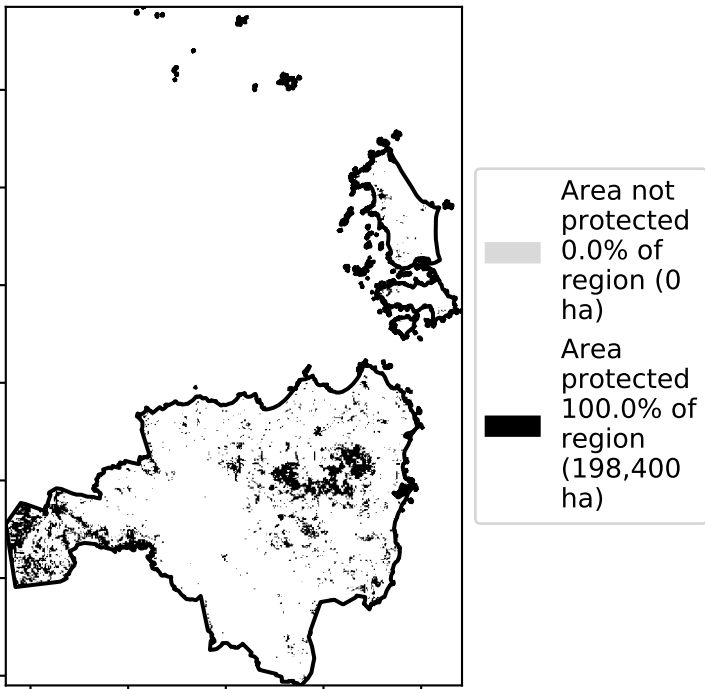 Area not
protected
0.0% of
region (0
ha)
Area
protected
100.0% of
region
(198,400
ha)